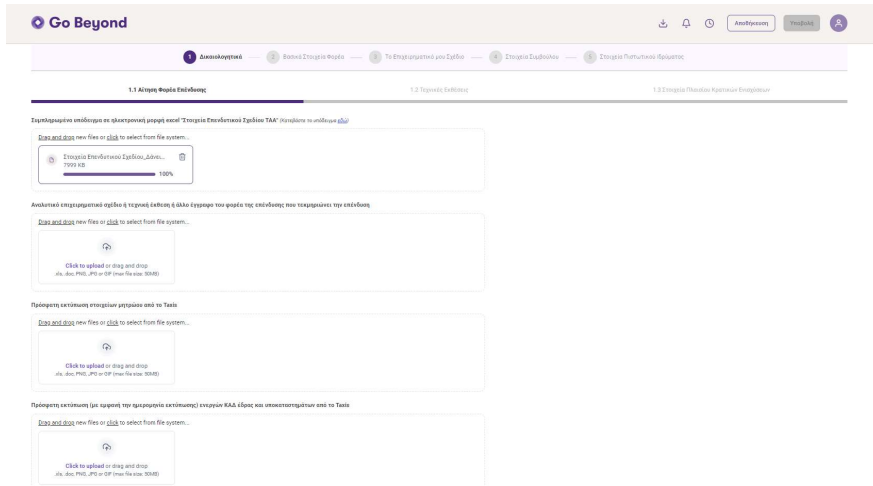 Go Beyond
Αποθήκευση
Υποβολή
1 Δικαιολογητικά
2 Βασικά Στοιχεία Φορέα
3 Το Επιχειρηματικό μου Σχέδιο
4 Στοιχεία Συμβούλου
5 Στοιχεία Πιστωτικού Ιδρύματος
1.1 Αίτηση Φορέα Επένδυσης
1.2 Τεχνικές Εκθέσεις
1.3 Στοιχεία Πλαισίου Κρατικών Ενισχύσεων
Συμπληρωμένο υπόδειγμα σε ηλεκτρονική μορφή excel "Στοιχεία Επενδυτικού Σχεδίου ΤΑΑ" (Κατεβάστε το υπόδειγμα εδώ)
Drag and drop new files or click to select from file system...
Στοιχεία Επενδυτικού Σχεδίου_Δάνει...
7999 KB
100%
Αναλυτικό επιχειρηματικό σχέδιο ή τεχνική έκθεση ή άλλο έγγραφο του φορέα της επένδυσης που τεκμηριώνει την επένδυση
Drag and drop new files or click to select from file system...
Click to upload or drag and drop
.xls, .doc, PNG, JPG or GIF (max file size: 50MB)
Πρόσφατη εκτύπωση στοιχείων μητρώου από το Taxis
Drag and drop new files or click to select from file system...
Click to upload or drag and drop
.xls, .doc, PNG, JPG or GIF (max file size: 50MB)
Πρόσφατη εκτύπωση (με εμφανή την ημερομηνία εκτύπωσης) ενεργών ΚΑΔ έδρας και υποκαταστημάτων από το Taxis
Drag and drop new files or click to select from file system...
Click to upload or drag and drop
.xls, .doc, PNG, JPG or GIF (max file size: 50MB)